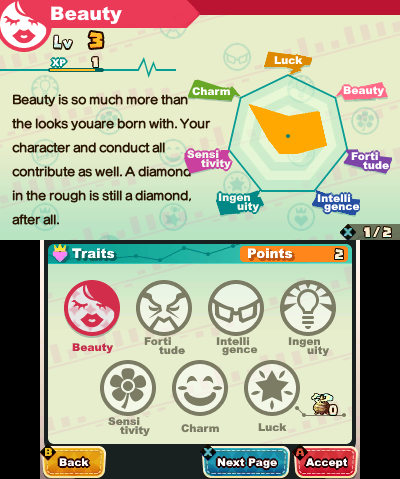 Beauty
Lv 3
XP 1
Beauty is so much more than
the looks youare born with. Your
character and conduct all
contribute as well. A diamond
in the rough is still a diamond,
after all.
Luck
Charm
Beauty
Sensi
tivity
Forti
tude
Ingen
uity
Intelli
gence
X 1/2
Traits
Points 2
Beauty
Forti
tude
Intelli
gence
Ingen
uity
Sensi
tivity
Charm
Luck
0
B Back
X Next Page
A Accept